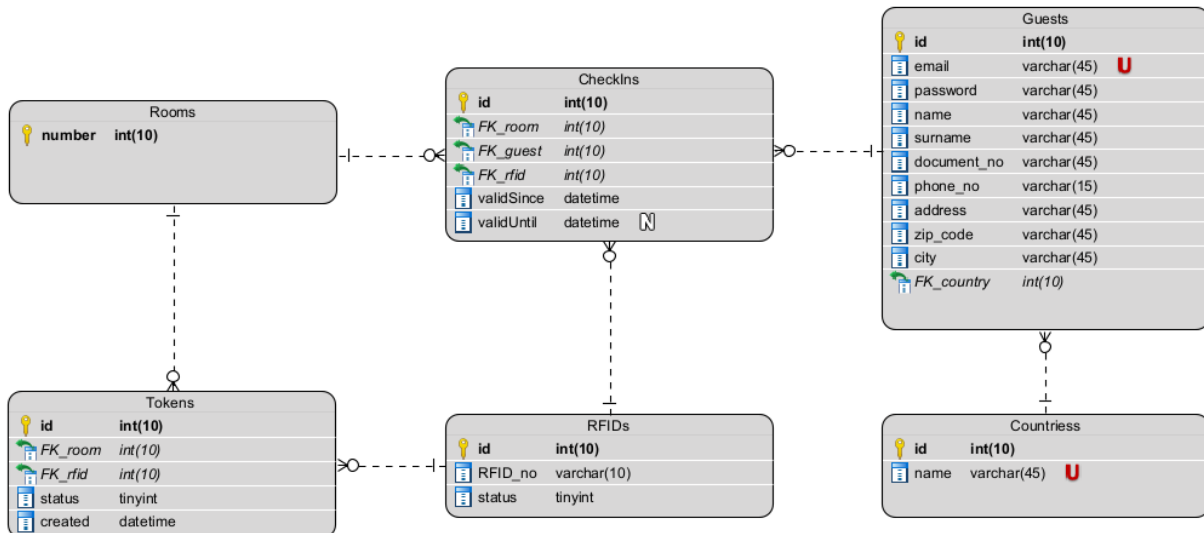 Rooms
number int(10)
CheckIns
id int(10)
FK_room int(10)
FK_guest int(10)
FK_rfid int(10)
validSince datetime
validUntil datetime N
Guests
id int(10)
email varchar(45) U
password varchar(45)
name varchar(45)
surname varchar(45)
document_no varchar(45)
phone_no varchar(15)
address varchar(45)
zip_code varchar(45)
city varchar(45)
FK_country int(10)
Tokens
id int(10)
FK_room int(10)
FK_rfid int(10)
status tinyint
created datetime
RFIDs
id int(10)
RFID_no varchar(10)
status tinyint
Countriess
id int(10)
name varchar(45) U